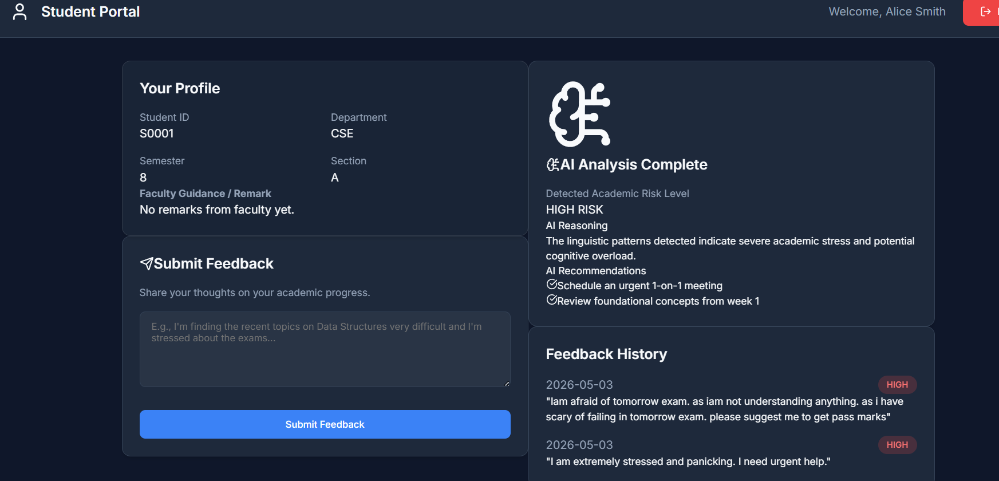 Student Portal
Welcome, Alice Smith
Your Profile
Student ID
S0001
Department
CSE
Semester
8
Section
A
Faculty Guidance / Remark
No remarks from faculty yet.
Submit Feedback
Share your thoughts on your academic progress.
E.g., I'm finding the recent topics on Data Structures very difficult and I'm
stressed about the exams...
Submit Feedback
AI Analysis Complete
Detected Academic Risk Level
HIGH RISK
AI Reasoning
The linguistic patterns detected indicate severe academic stress and potential
cognitive overload.
AI Recommendations
Schedule an urgent 1-on-1 meeting
Review foundational concepts from week 1
Feedback History
2026-05-03
HIGH
"Iam afraid of tomorrow exam. as iam not understanding anything. as i have
scary of failing in tomorrow exam. please suggest me to get pass marks"
2026-05-03
HIGH
"I am extremely stressed and panicking. I need urgent help."